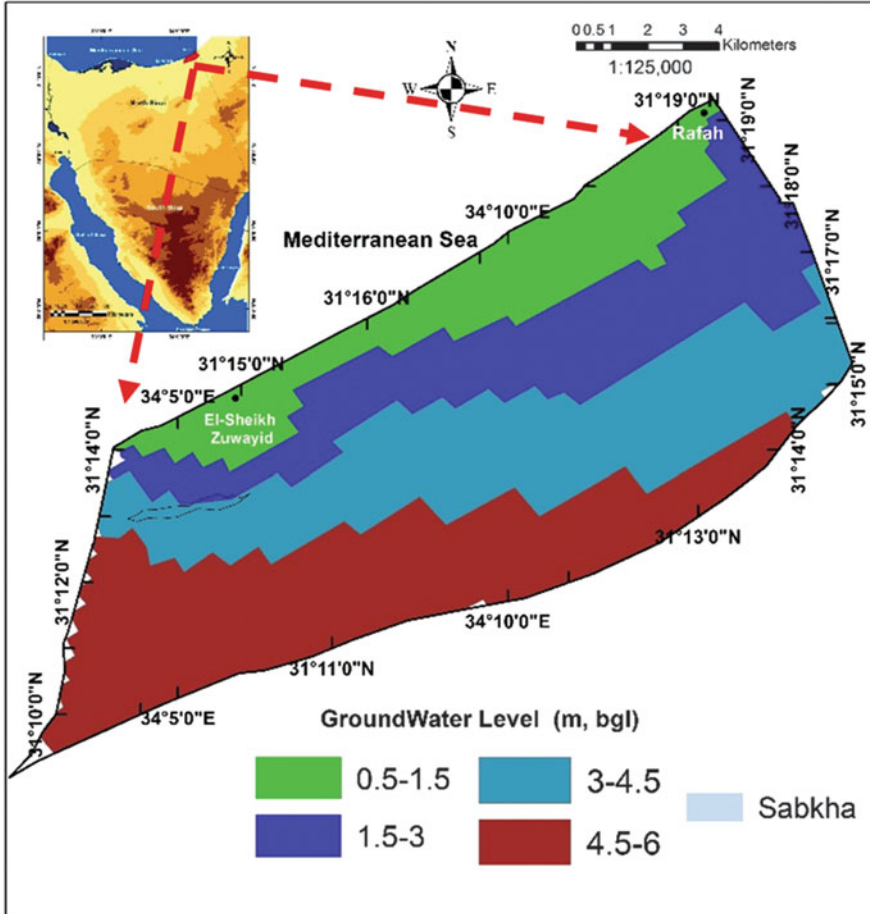 N
W E
S
0 0.5 1 2 3 4
Kilometers
1:125,000
31°19'0"N
Rafah
31°19'0"N
31°18'0"N
34°10'0"E
31°17'0"N
Mediterranean Sea
31°16'0"N
31°15'0"N
34°5'0"E
31°15'0"N
El-Sheikh
Zuwayid
31°14'0"N
31°14'0"N
31°13'0"N
31°12'0"N
34°10'0"E
31°11'0"N
34°10'0"N
34°5'0"E
GroundWater Level (m, bgl)
0.5-1.5
3-4.5
Sabkha
1.5-3
4.5-6